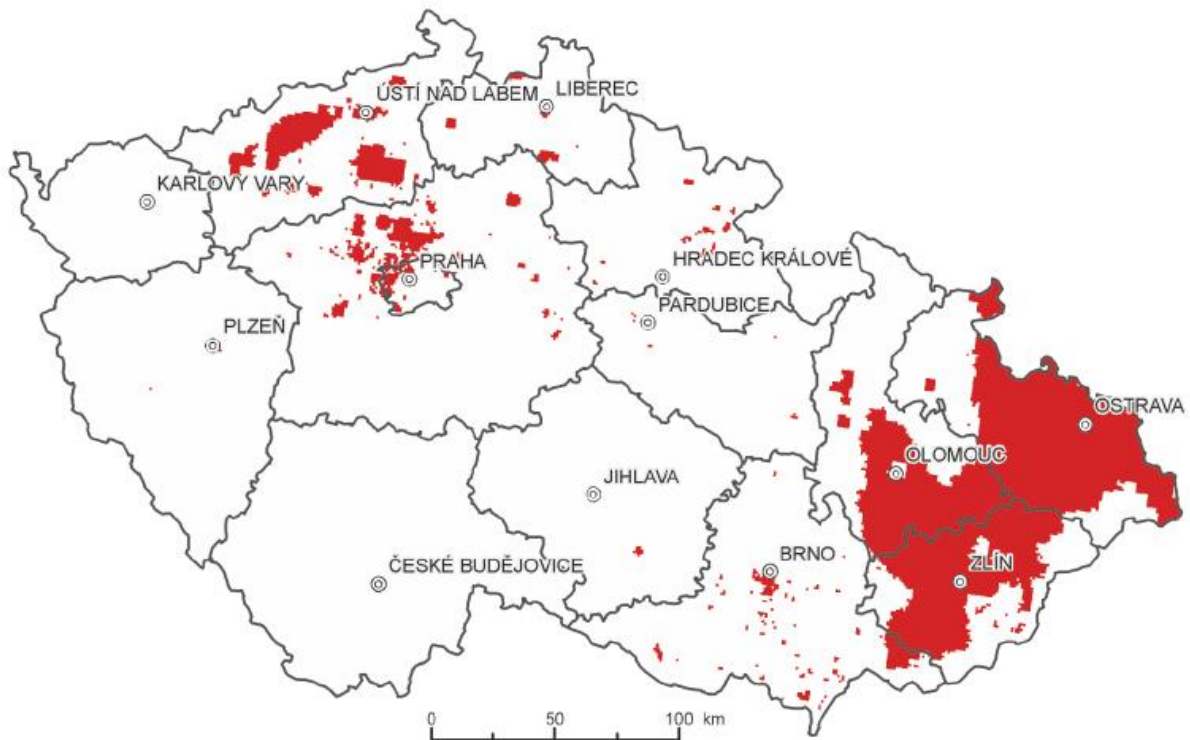 ÚSTÍ NAD LABEM
LIBEREC
KARLOVY VARY
PRAHA
HRADEC KRÁLOVÉ
PARDUBICE
PLZEŇ
OSTRAVA
OLOMOUC
JIHLAVA
BRNO
ČESKÉ BUDĚJOVICE
ZLÍN
0 50 100 km